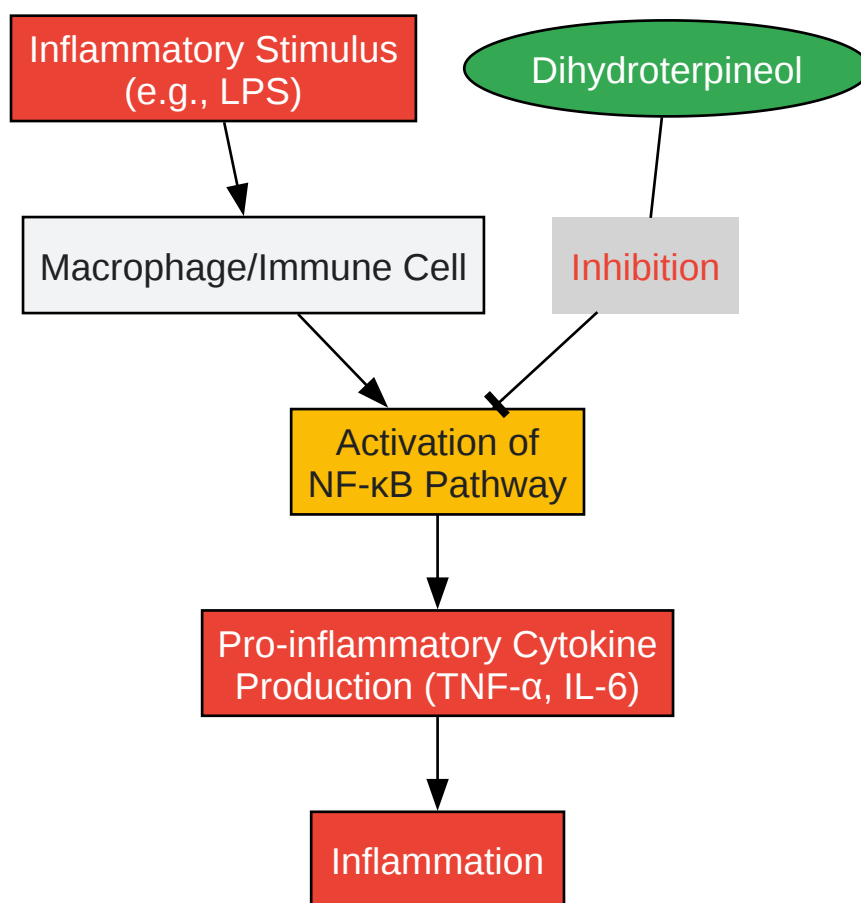 Inflammatory Stimulus
(e.g., LPS)
Dihydroterpineol
Macrophage/Immune Cell
Inhibition
Activation of
NF-κB Pathway
Pro-inflammatory Cytokine
Production (TNF-α, IL-6)
Inflammation